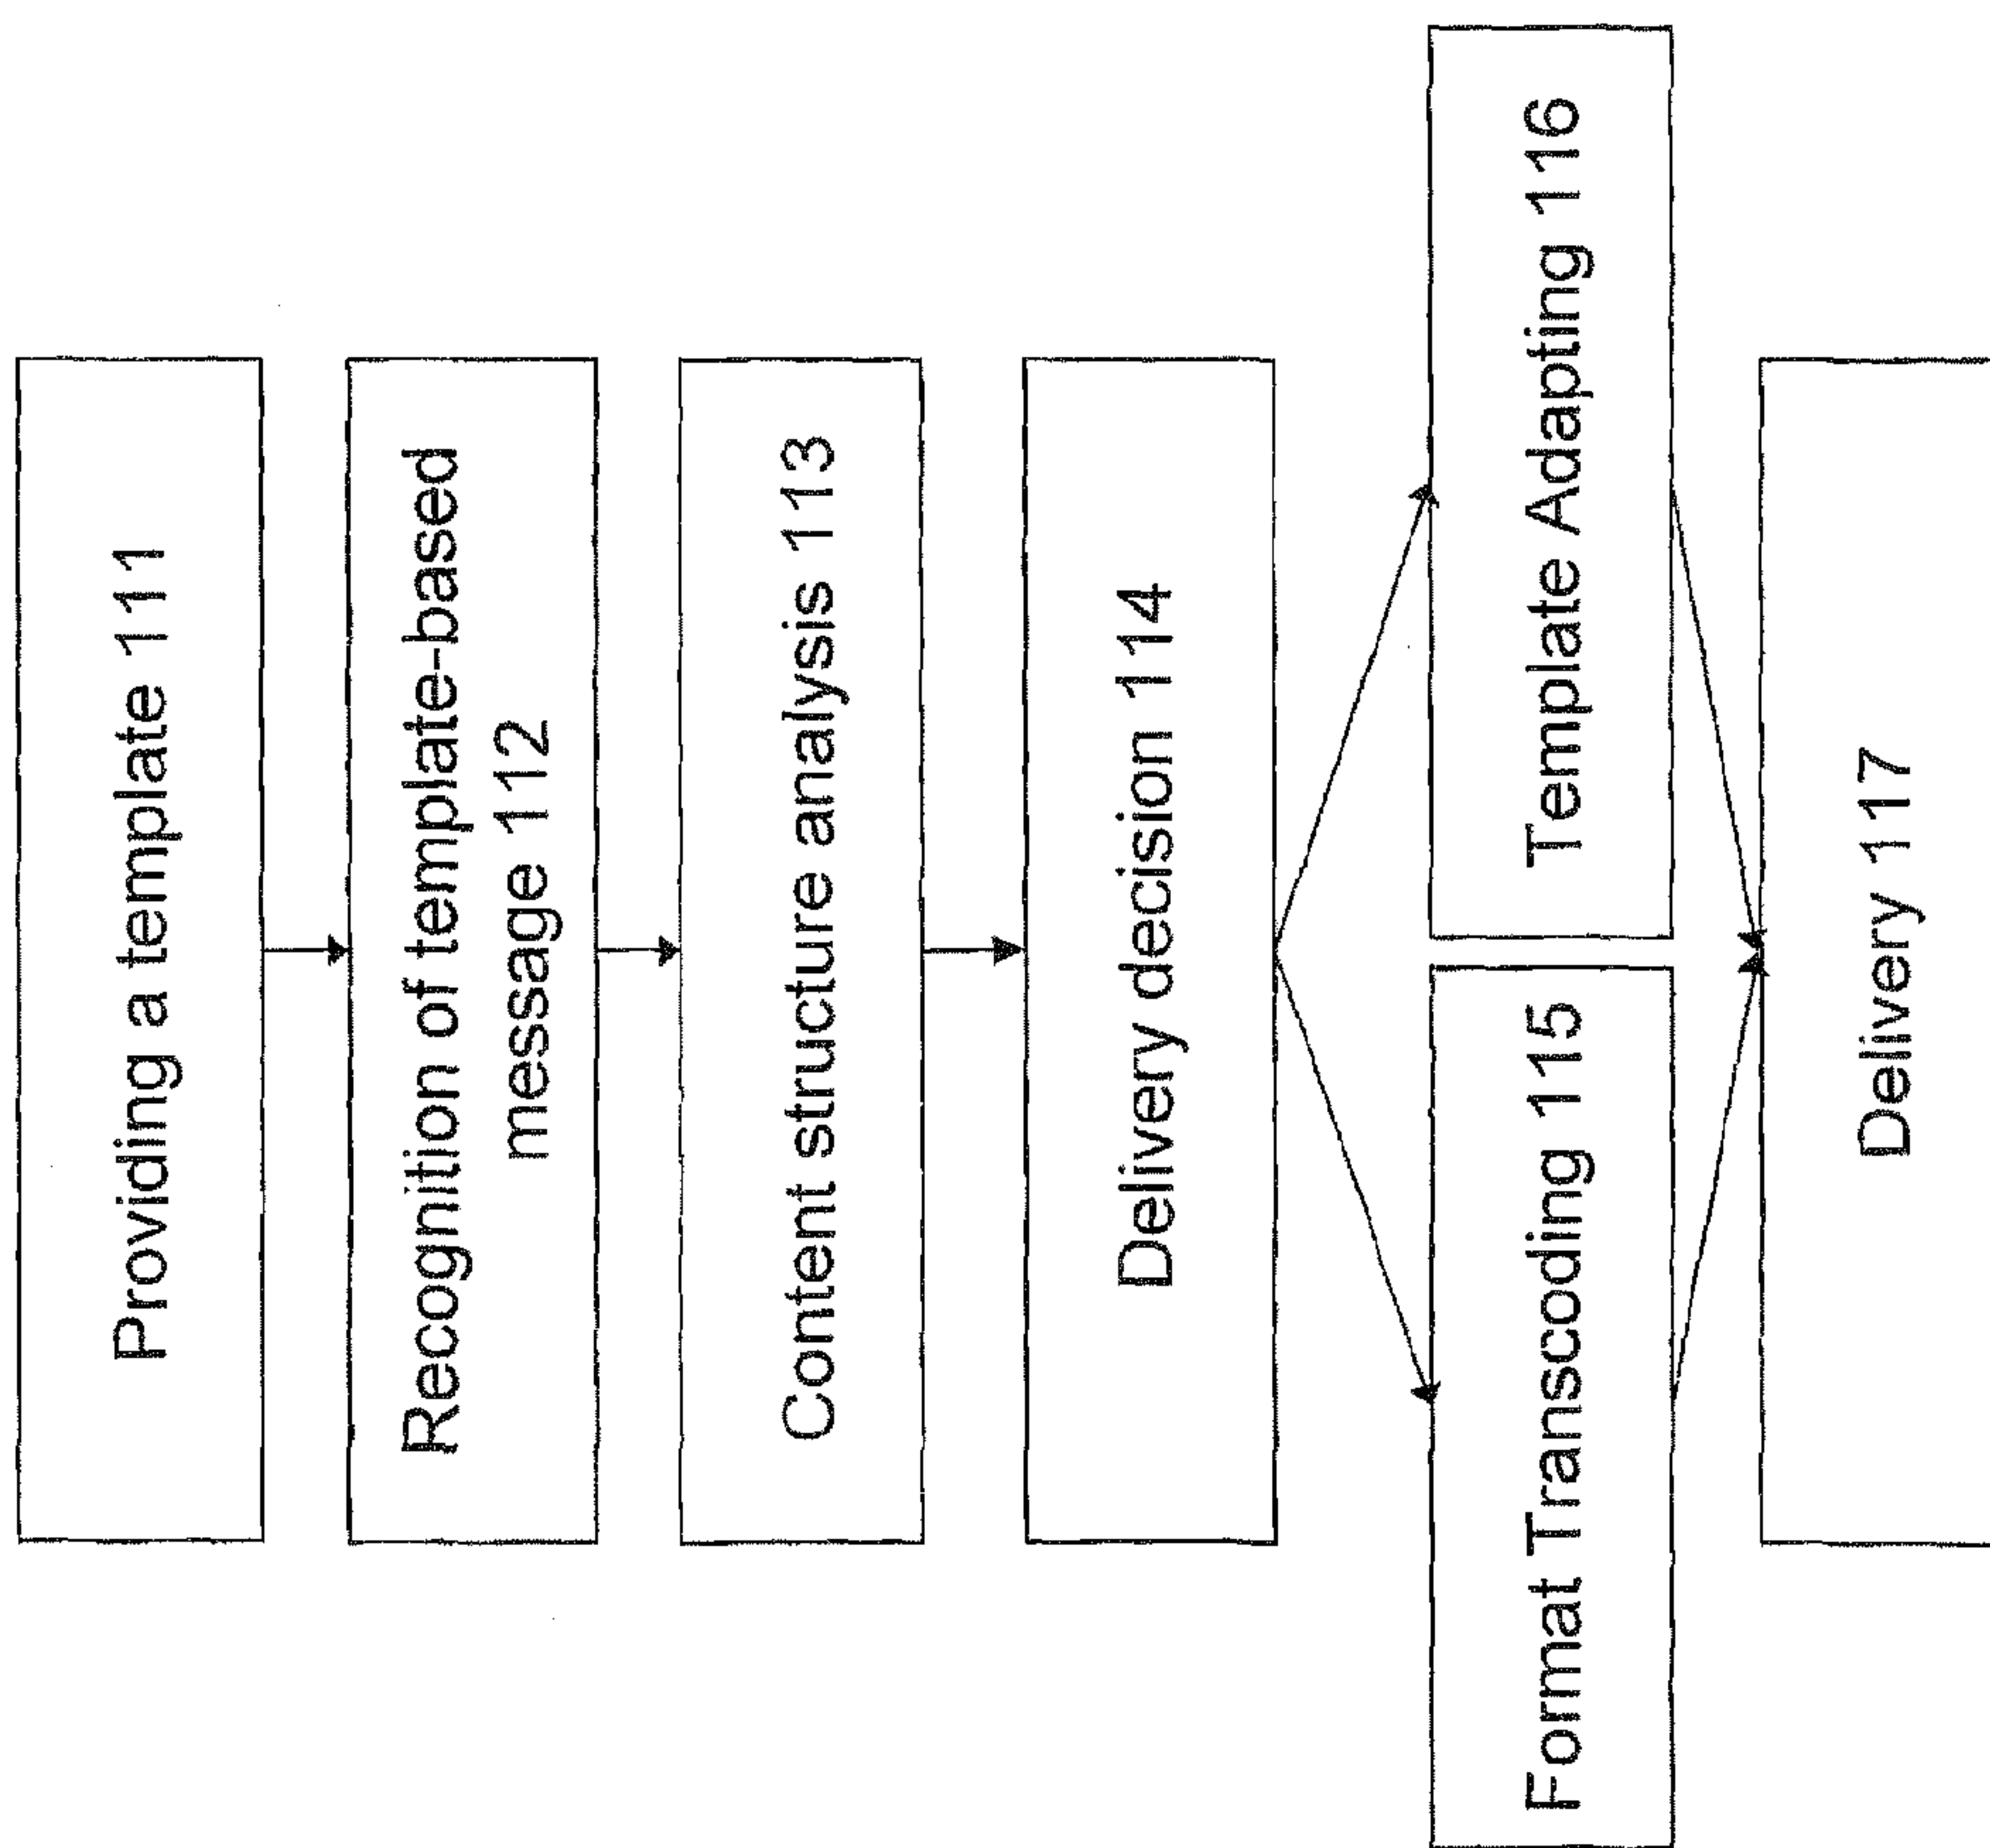 Providing a template 111
Recognition of template-based
message 112
Content structure analysis 113
Delivery decision 114
Format Transcoding 115
Template Adapting 116
Delivery 117